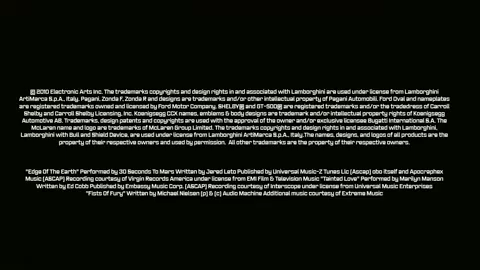 © 2010 Electronic Arts Inc. The trademarks copyrights and design rights in and associated with Lamborghini are used under license from Lamborghini
ArtiMarca S.p.A., Italy. Pagani, Zonda F, Zonda R and designs are trademarks and/or other intellectual property of Pagani Automobili. Ford Oval and nameplates
are registered trademarks owned and licensed by Ford Motor Company. SHELBY® and GT-500® are registered trademarks and/or the tradedress of Carroll
Shelby and Carroll Shelby Licensing, Inc. Koenigsegg CCX names, emblems & body designs are trademark and/or intellectual property rights of Koenigsegg
Automotive AB. Trademarks, design patents and copyrights are used with the approval of the owner and/or exclusive licensee Bugatti International S.A. The
McLaren name and logo are trademarks of McLaren Group Limited. The trademarks copyrights and design rights in and associated with Lamborghini,
Lamborghini with Bull and Shield Device, are used under license from Lamborghini ArtiMarca S.p.A., Italy.The names, designs, and logos of all products are the
property of their respective owners and used by permission. All other trademarks are the property of their respective owners.
"Edge Of The Earth" Performed by 30 Seconds To Mars Written by Jared Leto Published by Universal Music-Z Tunes Llc (Ascap) obo itself and Apocraphex
Music (ASCAP) Recording courtesy of Virgin Records America under license from EMI Film & Television Music "Tainted Love" Performed by Marilyn Manson
Written by Ed Cobb Published by Embassy Music Corp. (ASCAP) Recording courtesy of Interscope under license from Universal Music Enterprises
"Fists Of Fury" Written by Michael Nielsen (p) & (c) Audio Machine Additional music courtesy of Extreme Music